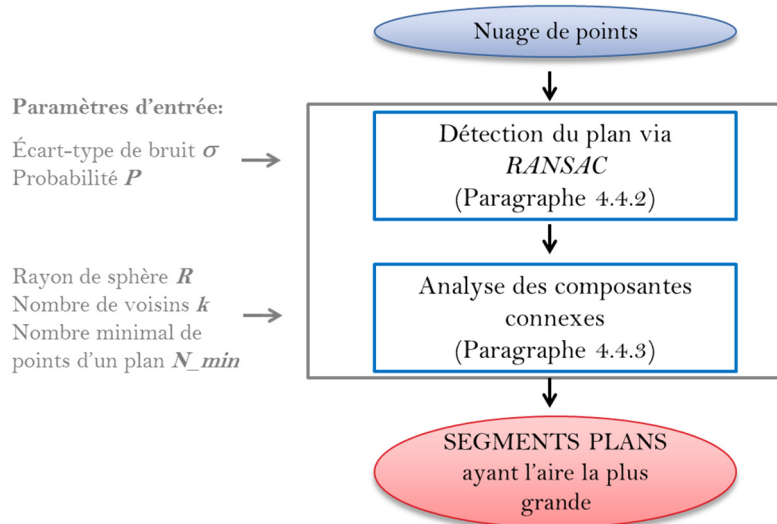 Nuage de points
Paramètres d'entrée:
Écart-type de bruit σ
Probabilité P
Détection du plan via
RANSAC
(Paragraphe 4.4.2)
Rayon de sphère R
Nombre de voisins k
Nombre minimal de
points d'un plan N_min
Analyse des composantes
connexes
(Paragraphe 4.4.3)
SEGMENTS PLANS
ayant l'aire la plus
grande